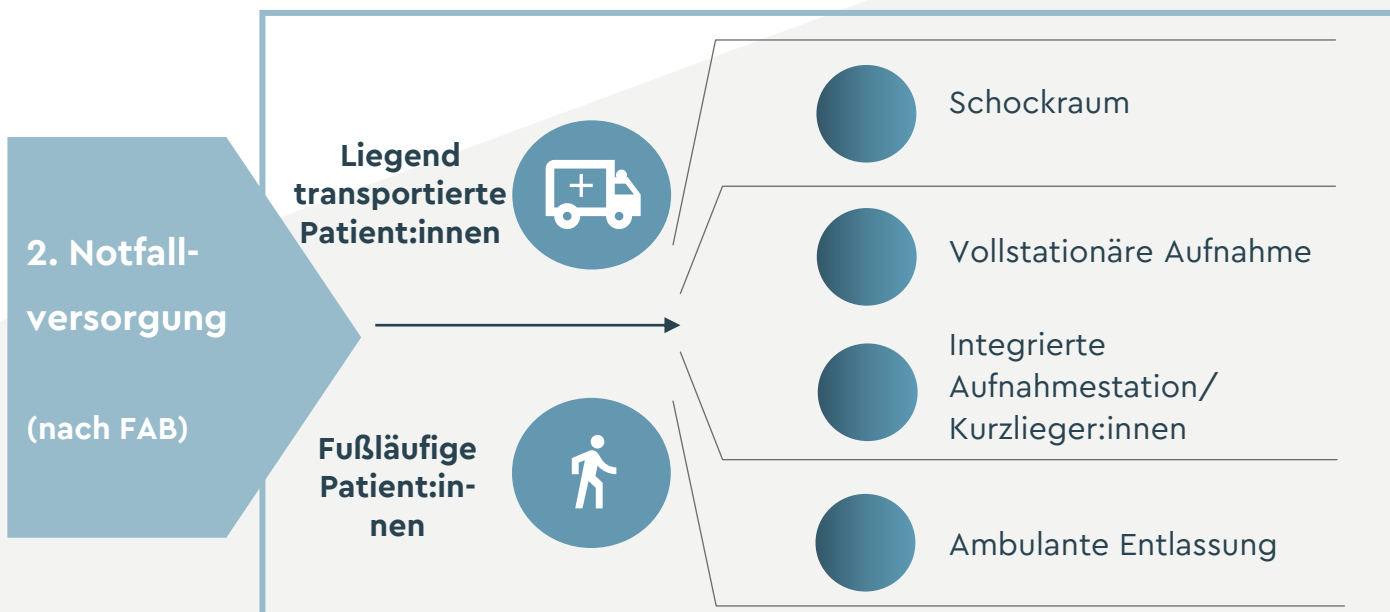 2. Notfall-
versorgung
(nach FAB)
Liegend
transportierte
Patient:innen
Fußläufige
Patient:in-
nen
Schockraum
Vollstationäre Aufnahme
Integrierte
Aufnahmestation/
Kurzlieger:innen
Ambulante Entlassung